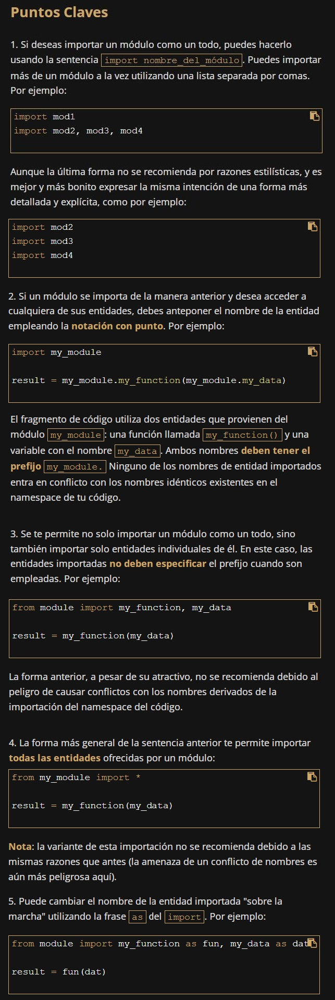 Puntos Claves
1. Si deseas importar un módulo como un todo, puedes hacerlo
usando la sentencia import nombre_del_módulo. Puedes importar
más de un módulo a la vez utilizando una lista separada por comas.
Por ejemplo:
import mod1
import mod2, mod3, mod4
Aunque la última forma no se recomienda por razones estilísticas, y es
mejor y más bonito expresar la misma intención de una forma más
detallada y explícita, como por ejemplo:
import mod2
import mod3
import mod4
2. Si un módulo se importa de la manera anterior y desea acceder a
cualquiera de sus entidades, debes anteponer el nombre de la entidad
empleando la notación con punto. Por ejemplo:
import my_module
result = my_module.my_function(my_module.my_data)
El fragmento de código utiliza dos entidades que provienen del
módulo my_module: una función llamada my_function() y una
variable con el nombre my_data. Ambos nombres deben tener el
prefijo my_module. Ninguno de los nombres de entidad importados
entra en conflicto con los nombres idénticos existentes en el
namespace de tu código.
3. Se te permite no solo importar un módulo como un todo, sino
también importar solo entidades individuales de él. En este caso, las
entidades importadas no deben especificar el prefijo cuando son
empleadas. Por ejemplo:
from module import my_function, my_data
result = my_function(my_data)
La forma anterior, a pesar de su atractivo, no se recomienda debido al
peligro de causar conflictos con los nombres derivados de la
importación del namespace del código.
4. La forma más general de la sentencia anterior te permite importar
todas las entidades ofrecidas por un módulo:
from my_module import *
result = my_function(my_data)
Nota: la variante de esta importación no se recomienda debido a las
mismas razones que antes (la amenaza de un conflicto de nombres es
aún más peligrosa aquí).
5. Puede cambiar el nombre de la entidad importada "sobre la
marcha" utilizando la frase as del import. Por ejemplo:
from module import my_function as fun, my_data as dat
result = fun(dat)